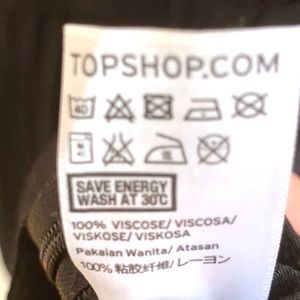 TOPSHOP.COM
40
SAVE ENERGY
WASH AT 30°C
100% VISCOSE/ VISCOSA/
VISKOSE/ VISKOSA
Pakaian Wanita/ Atasan
100% 粘胶纤维/ レーヨン